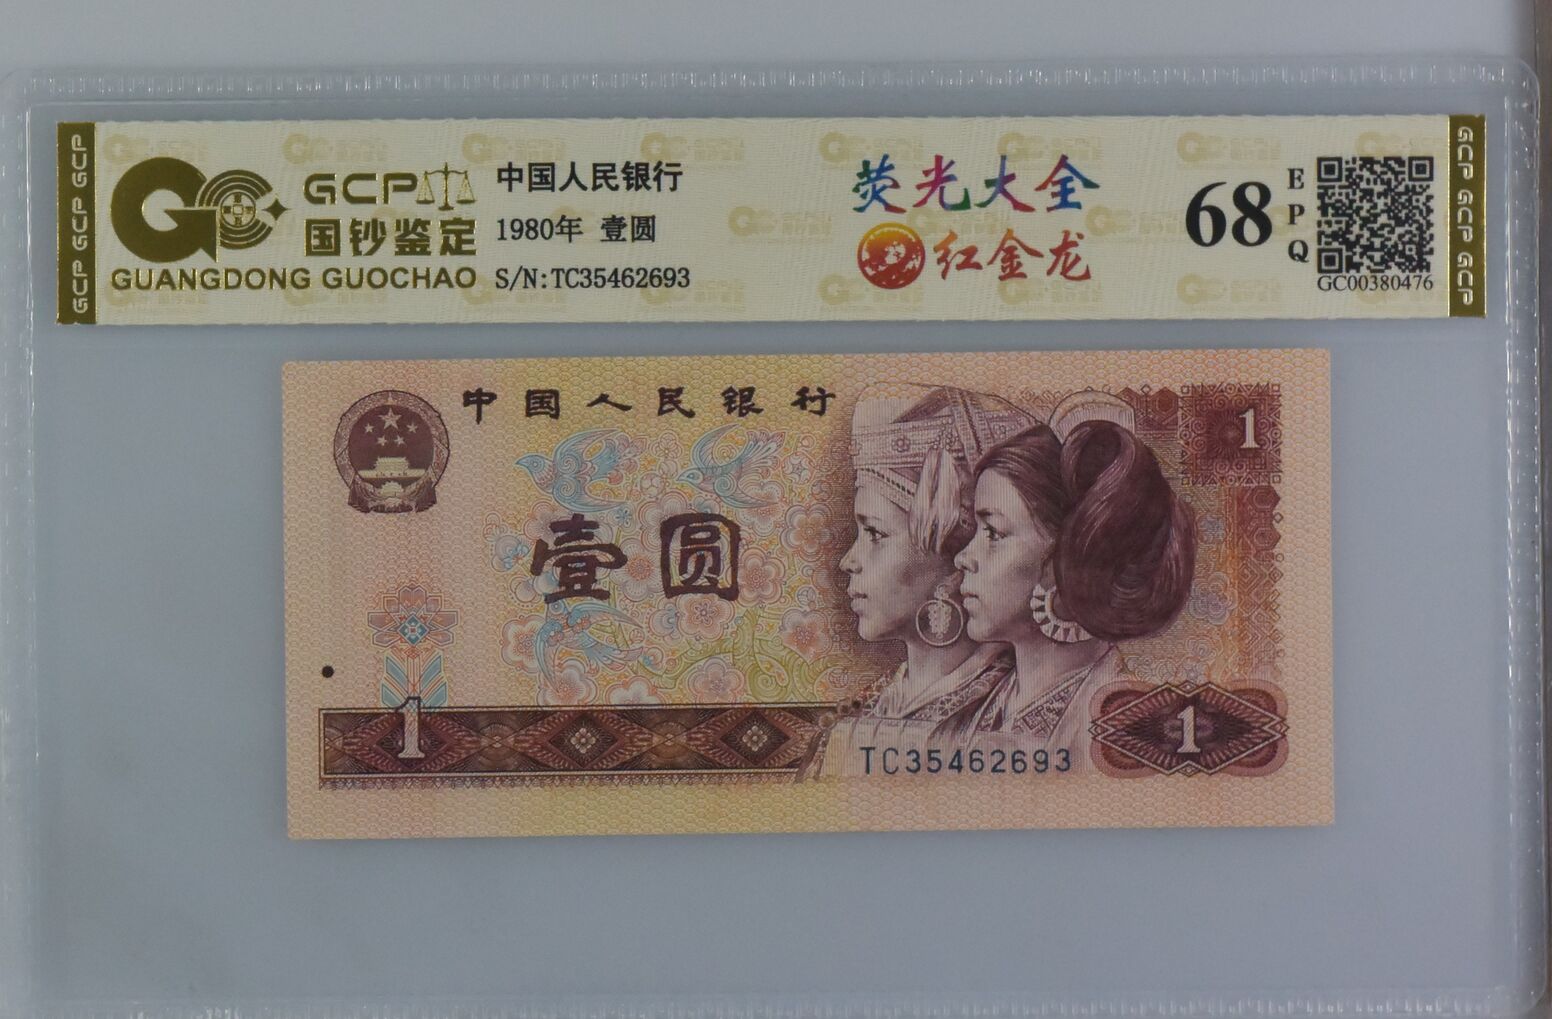 GCP GCP GCP
GCP
国钞鉴定
GUANGDONG GUOCHAO
中国人民银行
1980年 壹圆
S/N:TC35462693
荧光大全
红金龙
68
EPQ
GC00380476
GCP GCP GCP
中国人民银行
1
壹圆
1
TC35462693
1